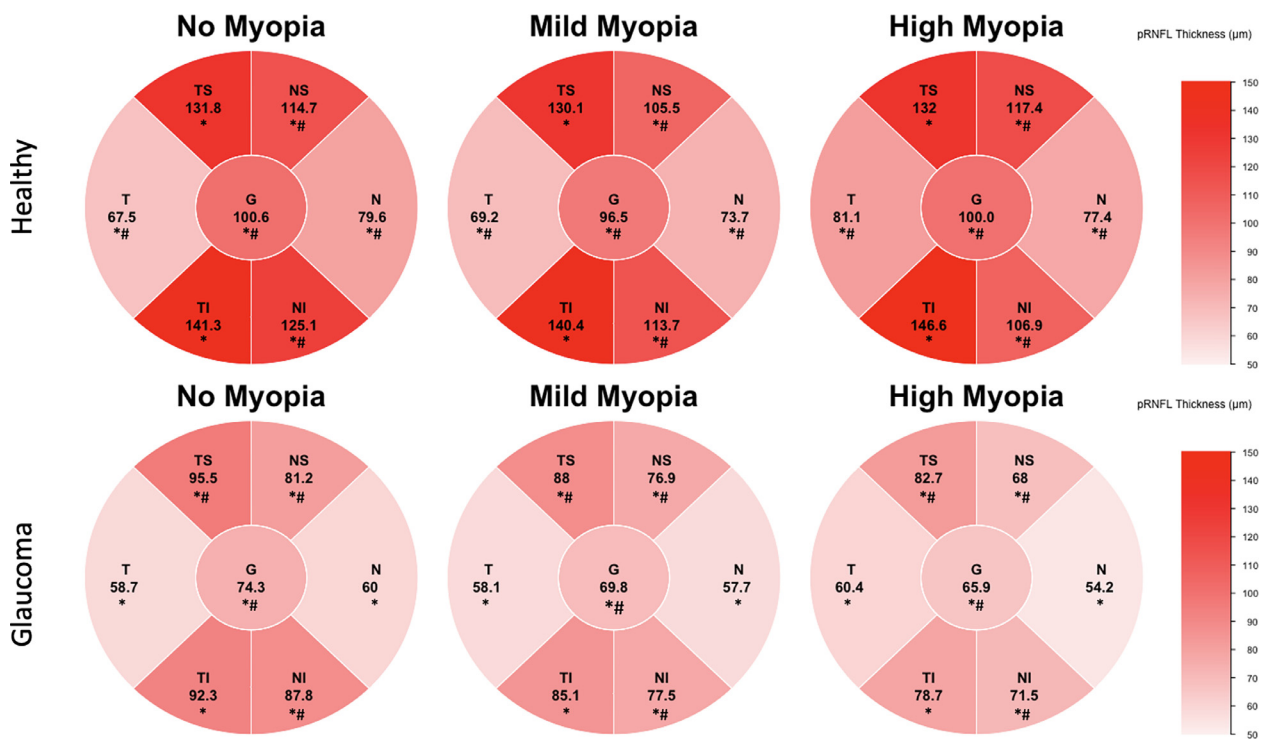 No Myopia
Mild Myopia
High Myopia
pRNFL Thickness (μm)
Healthy
TS
131.8
*
NS
114.7
*#
T
67.5
*#
G
100.6
*#
N
79.6
*#
TI
141.3
*
NI
125.1
*#
TS
130.1
*
NS
105.5
*#
T
69.2
*#
G
96.5
*#
N
73.7
*#
TI
140.4
*
NI
113.7
*#
TS
132
*
NS
117.4
*#
T
81.1
*#
G
100.0
*#
N
77.4
*#
TI
146.6
*
NI
106.9
*#
150
140
130
120
110
100
90
80
70
60
50
No Myopia
Mild Myopia
High Myopia
pRNFL Thickness (μm)
Glaucoma
TS
95.5
*#
NS
81.2
*#
T
58.7
*
G
74.3
*#
N
60
*
TI
92.3
*
NI
87.8
*#
TS
88
*#
NS
76.9
*#
T
58.1
*
G
69.8
*#
N
57.7
*
TI
85.1
*
NI
77.5
*#
TS
82.7
*#
NS
68
*#
T
60.4
*
G
65.9
*#
N
54.2
*
TI
78.7
*
NI
71.5
*#
150
140
130
120
110
100
90
80
70
60
50